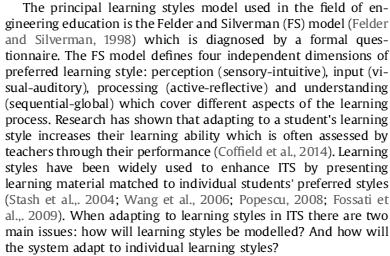 The principal learning styles model used in the field of en-
gineering education is the Felder and Silverman (FS) model (Felder
and Silverman, 1998) which is diagnosed by a formal ques-
tionnaire. The FS model defines four independent dimensions of
preferred learning style: perception (sensory-intuitive), input (vi-
sual-auditory), processing (active-reflective) and understanding
(sequential-global) which cover different aspects of the learning
process. Research has shown that adapting to a student's learning
style increases their learning ability which is often assessed by
teachers through their performance (Coffield et al., 2014). Learning
styles have been widely used to enhance ITS by presenting
learning material matched to individual students' preferred styles
(Stash et al.,. 2004; Wang et al., 2006; Popescu, 2008; Fossati et
al.,. 2009). When adapting to learning styles in ITS there are two
main issues: how will learning styles be modelled? And how will
the system adapt to individual learning styles?